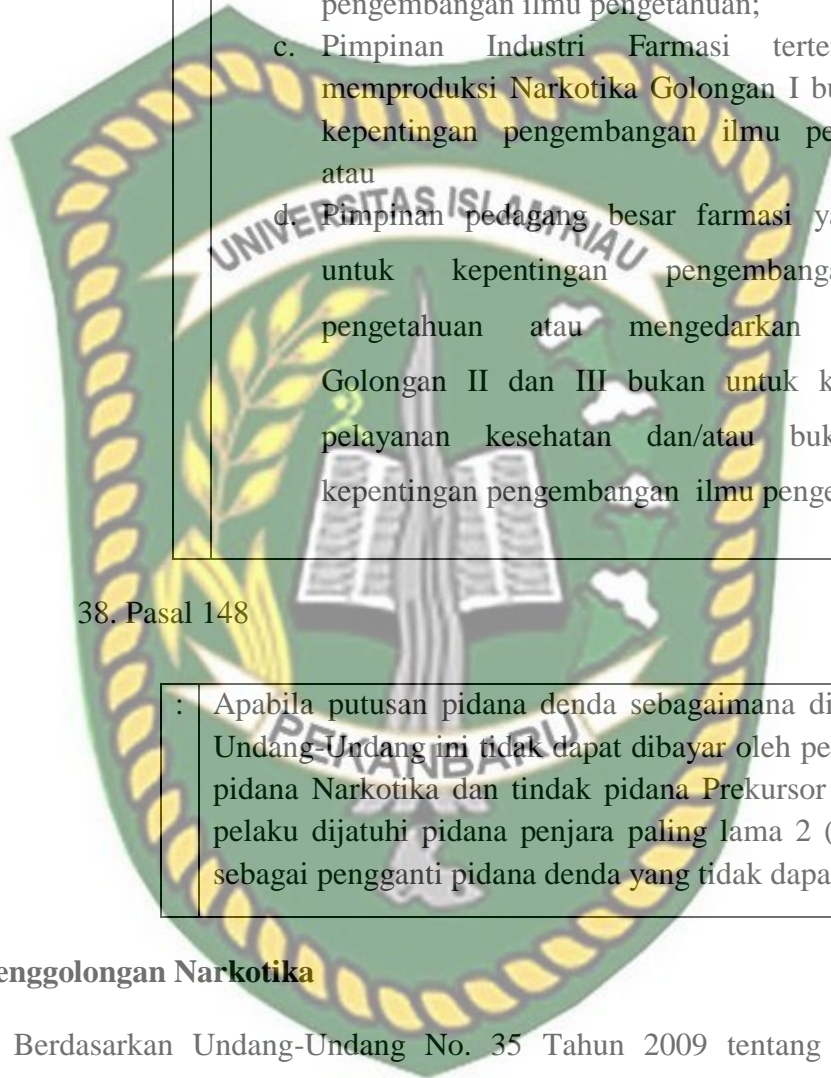 pengembangan ilmu pengetahuan;
c. Pimpinan Industri Farmasi terte
memproduksi Narkotika Golongan I bu
kepentingan pengembangan ilmu pe
atau
UNIVERSITAS ISLAM RIAU
d. Pimpinan pedagang besar farmasi ya
untuk kepentingan pengembanga
pengetahuan atau mengedarkan
Golongan II dan III bukan untuk k
pelayanan kesehatan dan/atau buk
kepentingan pengembangan ilmu penge
38. Pasal 148
: Apabila putusan pidana denda sebagaimana di
Undang-Undang ini tidak dapat dibayar oleh pe
PEKANBARU
pidana Narkotika dan tindak pidana Prekursor
pelaku dijatuhi pidana penjara paling lama 2 (
sebagai pengganti pidana denda yang tidak dapa
enggolongan Narkotika
Berdasarkan Undang-Undang No. 35 Tahun 2009 tentang